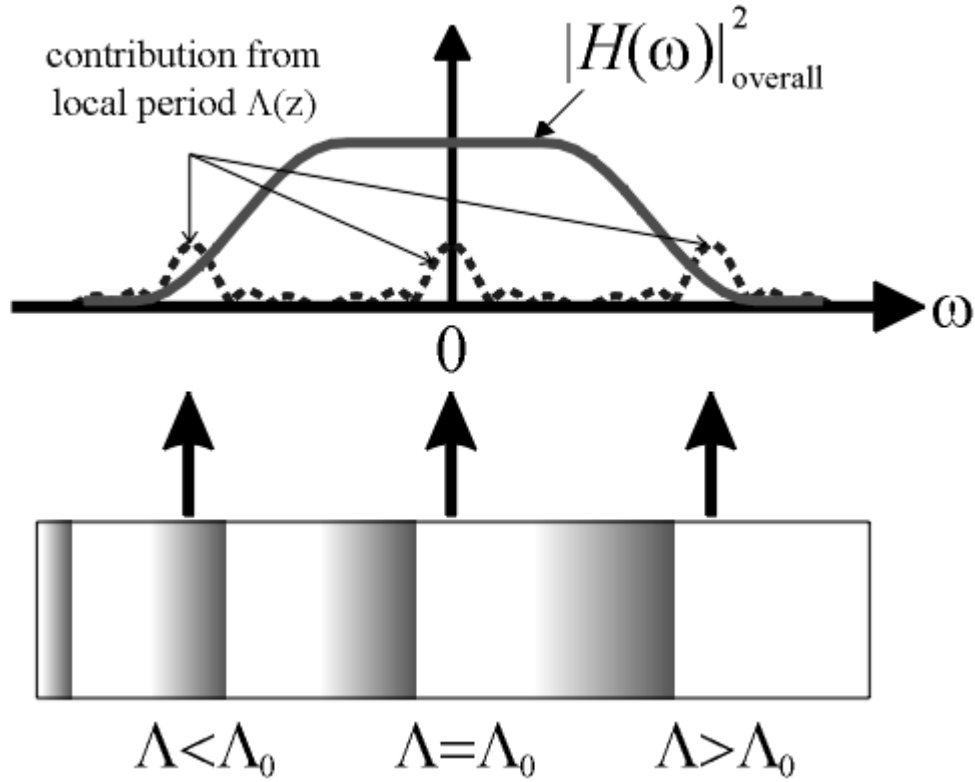 contribution from
local period Λ(z)
|H(ω)|²overall
ω
0
Λ<Λ₀
Λ=Λ₀
Λ>Λ₀